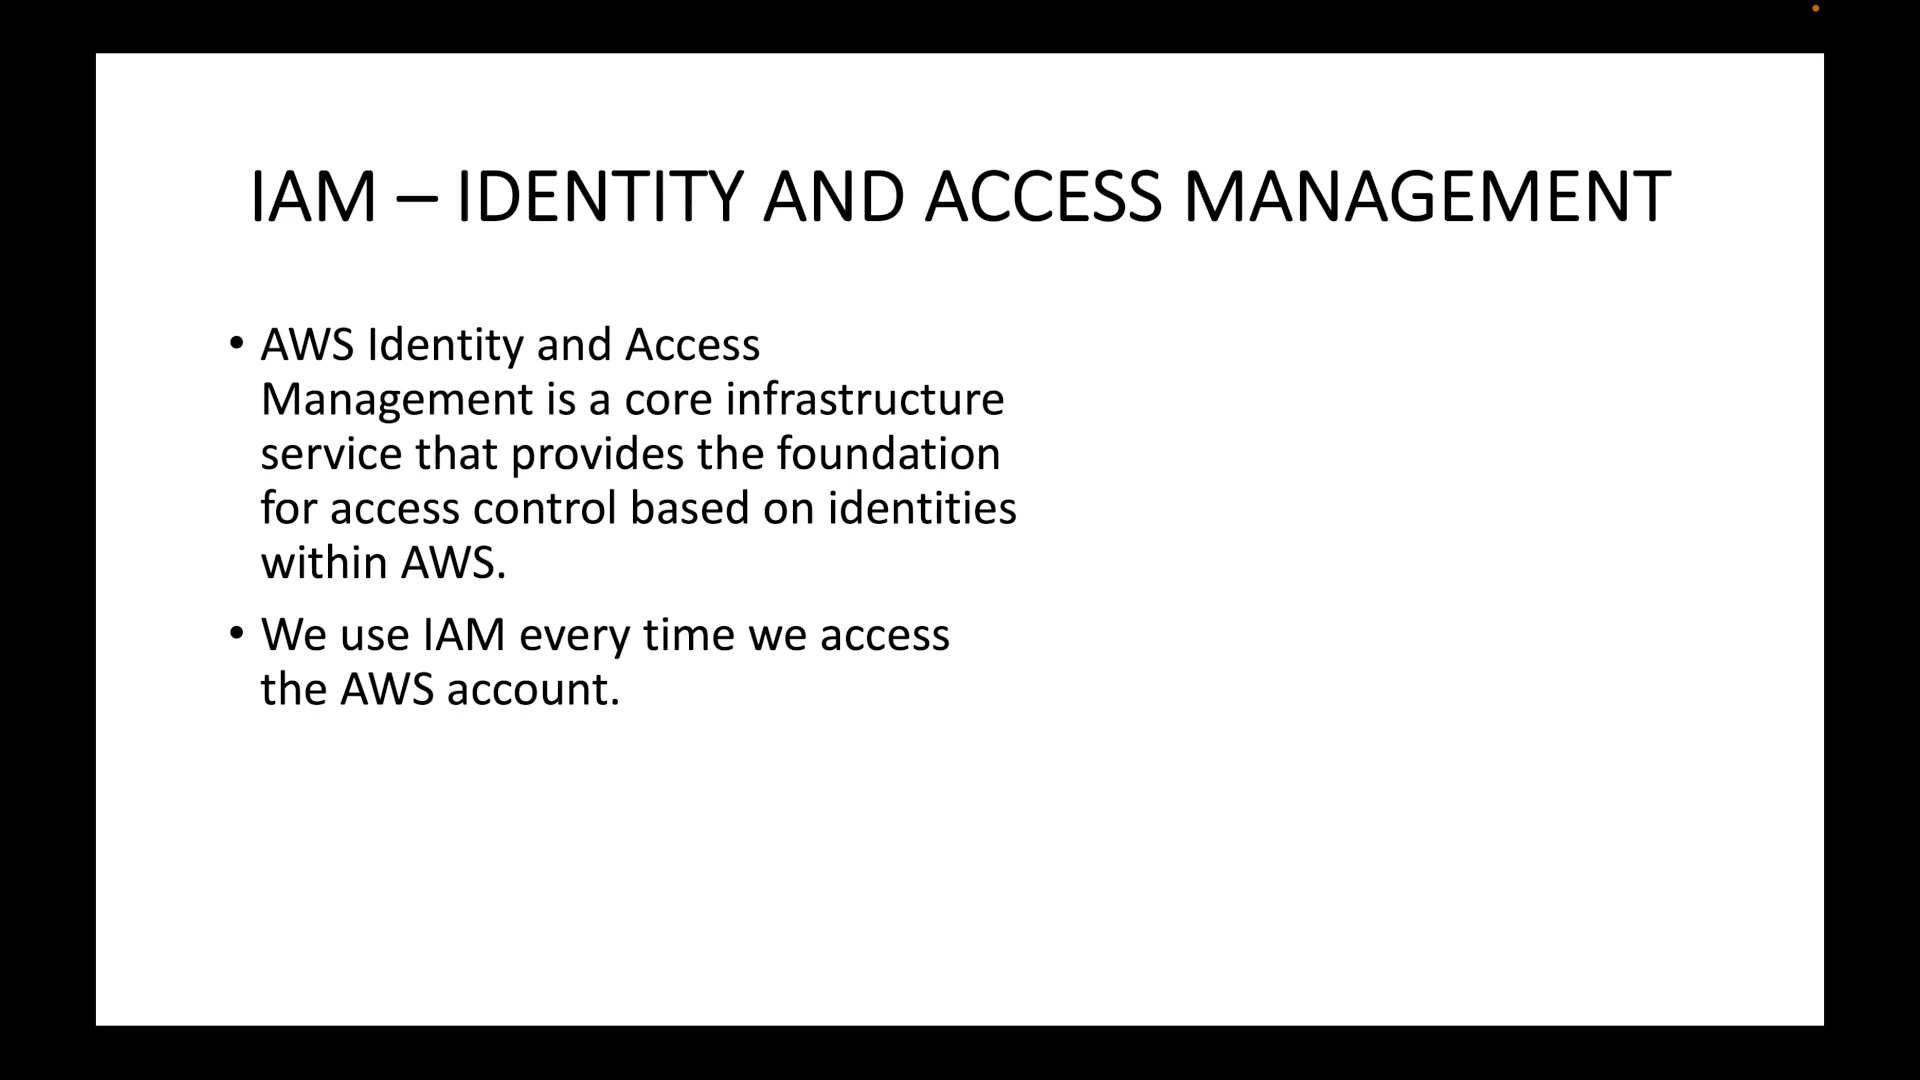 IAM – IDENTITY AND ACCESS MANAGEMENT
• AWS Identity and Access
Management is a core infrastructure
service that provides the foundation
for access control based on identities
within AWS.
• We use IAM every time we access
the AWS account.